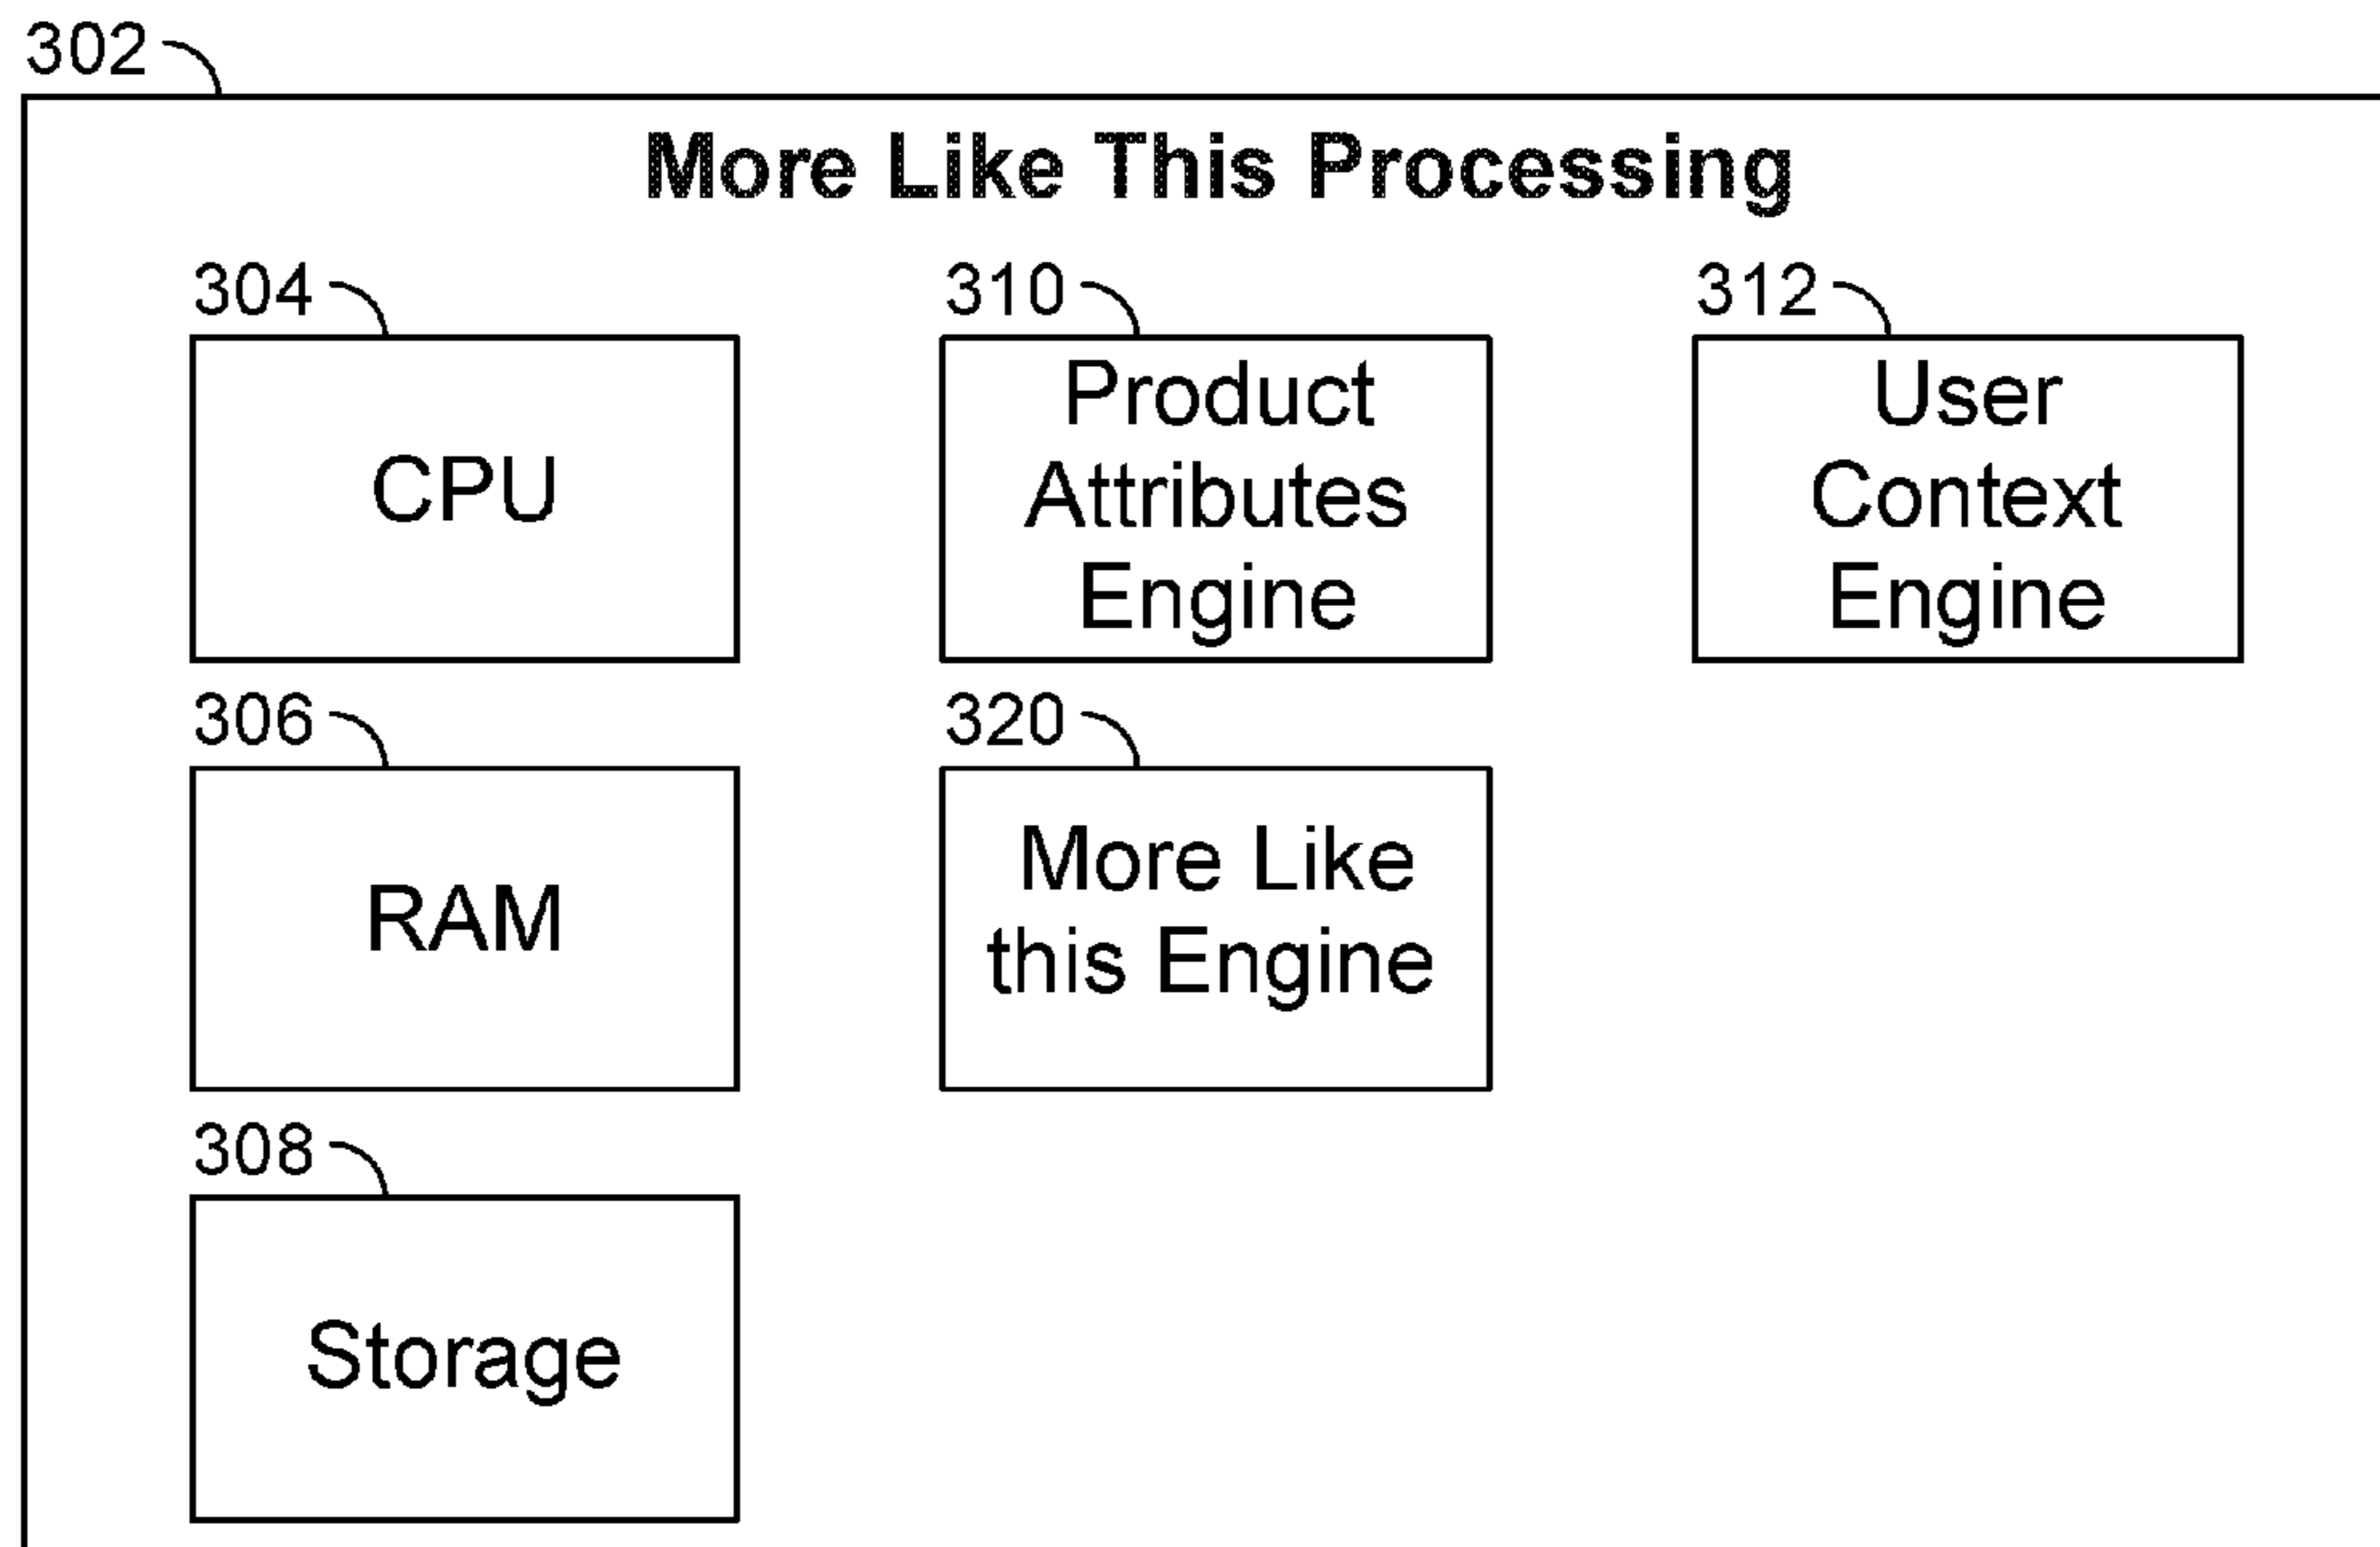 302
More Like This Processing
304
CPU
310
Product
Attributes
Engine
312
User
Context
Engine
306
RAM
320
More Like
this Engine
308
Storage